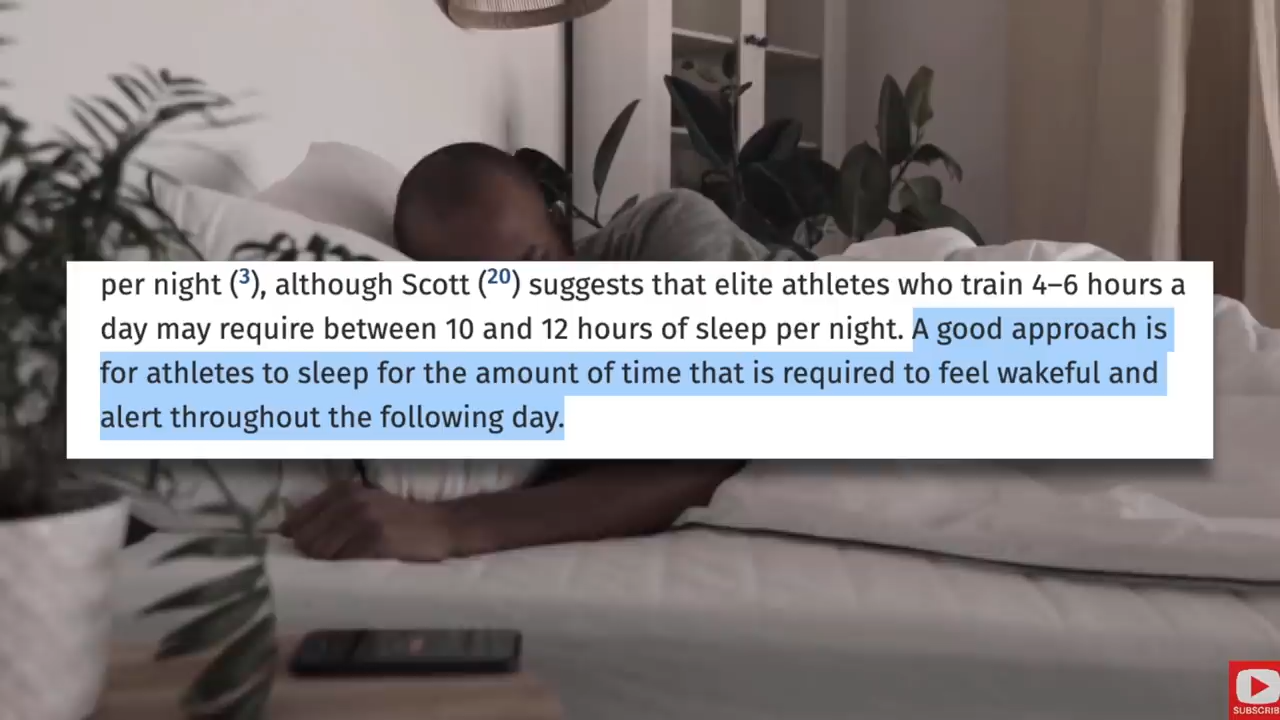 per night (3), although Scott (20) suggests that elite athletes who train 4–6 hours a
day may require between 10 and 12 hours of sleep per night. A good approach is
for athletes to sleep for the amount of time that is required to feel wakeful and
alert throughout the following day.
SUBSCRIB